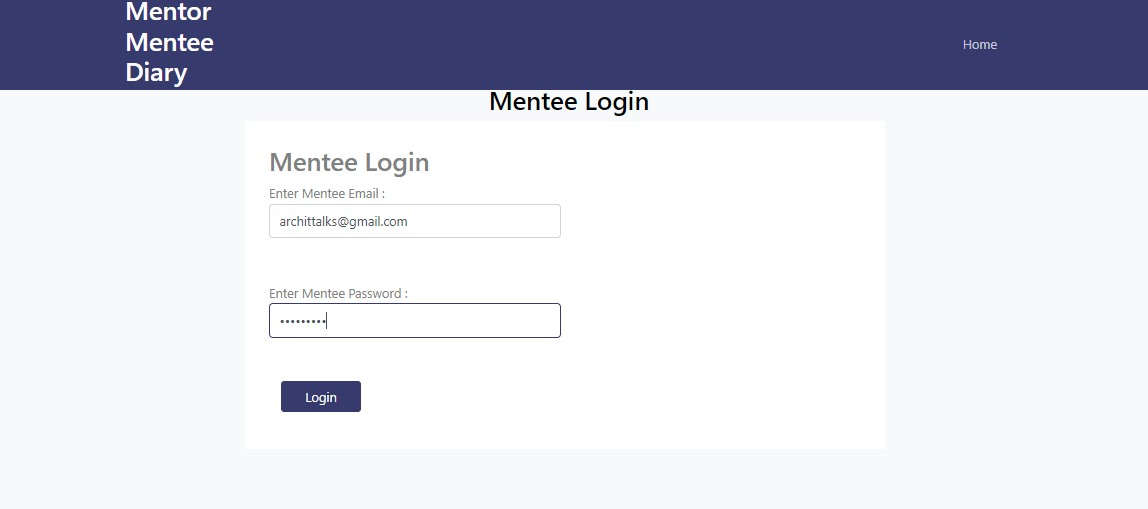 Mentor
Mentee
Diary
Home
Mentee Login
Mentee Login
Enter Mentee Email :
archittalks@gmail.com
Enter Mentee Password :
•••••••••
Login